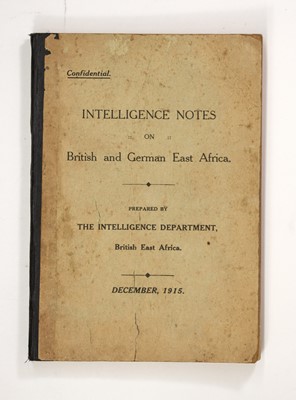 Confidential.
INTELLIGENCE NOTES
ON
British and German East Africa.
PREPARED BY
THE INTELLIGENCE DEPARTMENT,
British East Africa.
DECEMBER, 1915.